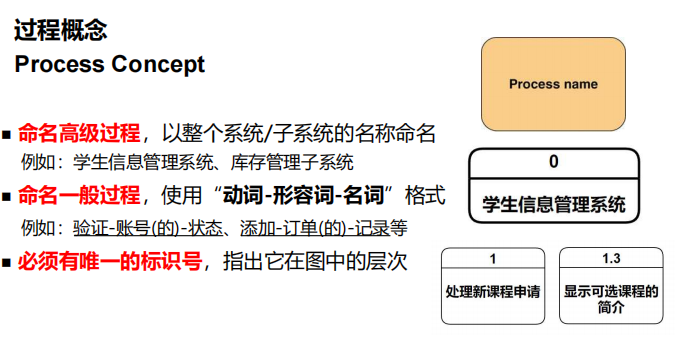 过程概念
Process Concept
■ 命名高级过程，以整个系统/子系统的名称命名
例如：学生信息管理系统、库存管理子系统
■ 命名一般过程，使用“动词-形容词-名词”格式
例如：验证-账号(的)-状态、添加-订单(的)-记录等
■ 必须有唯一的标识号，指出它在图中的层次
Process name
0
学生信息管理系统
1
处理新课程申请
1.3
显示可选课程的
简介